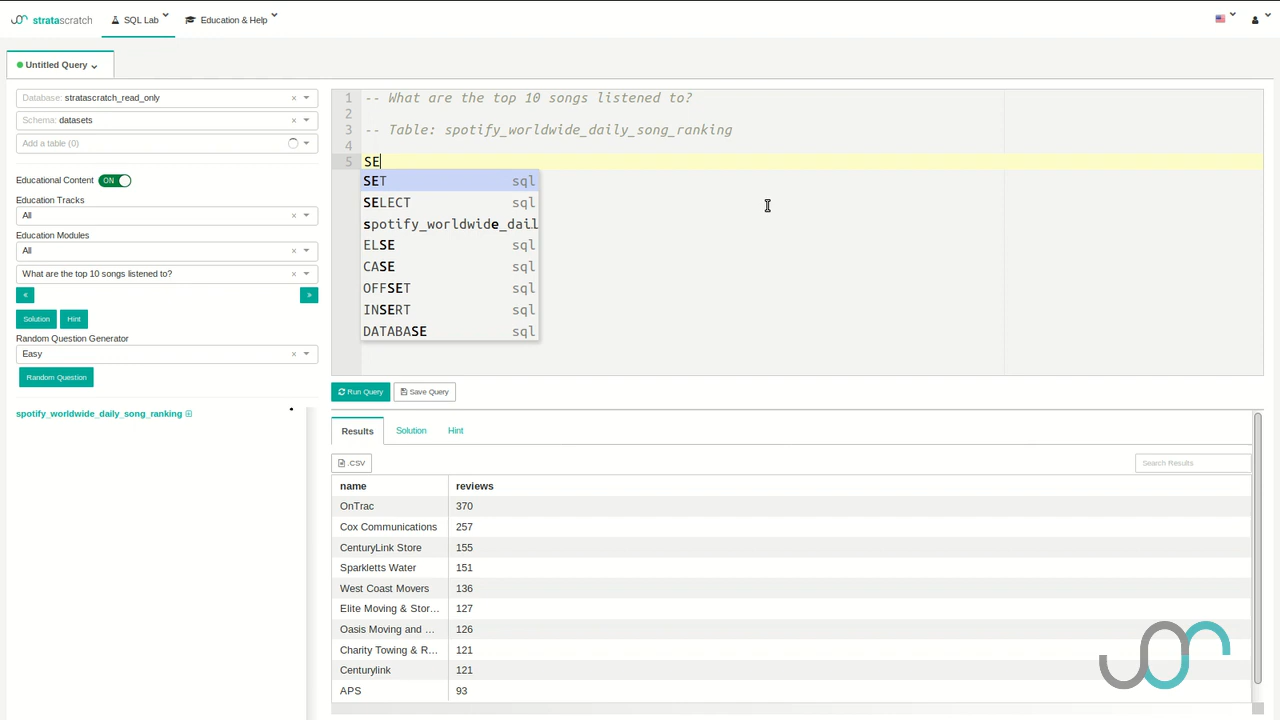 stratascratch SQL Lab Education & Help
Untitled Query
Database: stratascratch_read_only
Schema: datasets
Add a table (0)
Educational Content ON
Education Tracks
All
Education Modules
All
What are the top 10 songs listened to?
«
»
Solution Hint
Random Question Generator
Easy
Random Question
spotify_worldwide_daily_song_ranking
1 -- What are the top 10 songs listened to?
2
3 -- Table: spotify_worldwide_daily_song_ranking
4
5 SE
SET sql
SELECT sql
spotify_worldwide_dail
ELSE sql
CASE sql
OFFSET sql
INSERT sql
DATABASE sql
Run Query Save Query
Results Solution Hint
.CSV Search Results
name reviews
OnTrac 370
Cox Communications 257
CenturyLink Store 155
Sparkletts Water 151
West Coast Movers 136
Elite Moving & Stor... 127
Oasis Moving and ... 126
Charity Towing & R... 121
Centurylink 121
APS 93